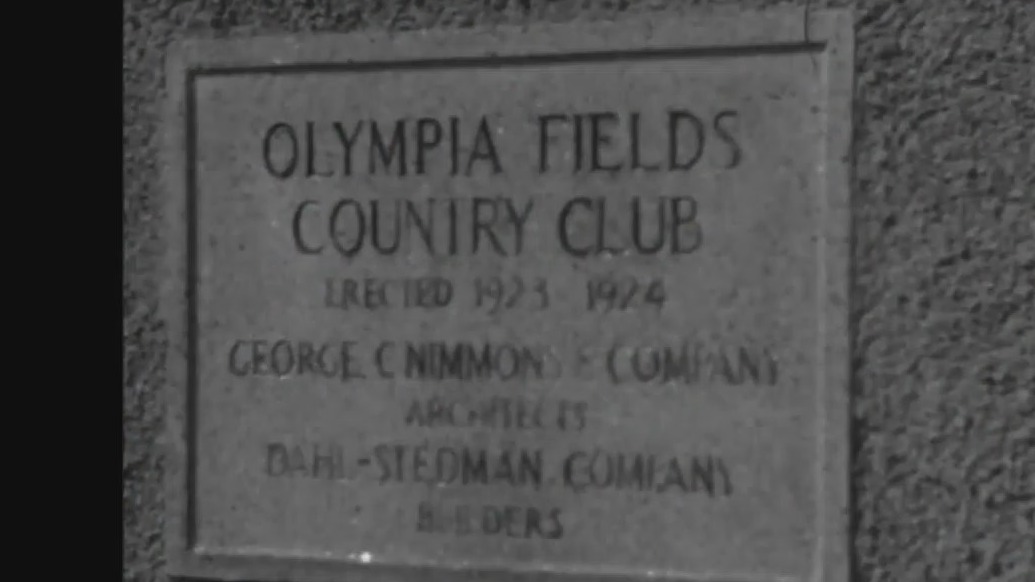 OLYMPIA FIELDS
COUNTRY CLUB
ERECTED 1923 1924
GEORGE C NIMMONS & COMPANY
ARCHITECTS
DAHL-STEDMAN COMPANY
BUILDERS